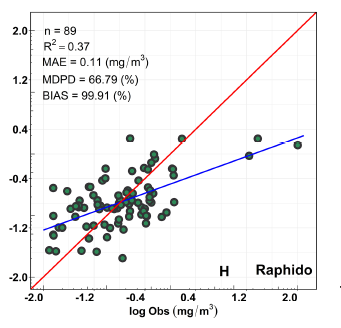 n = 89
R² = 0.37
MAE = 0.11 (mg/m³)
MDPD = 66.79 (%)
BIAS = 99.91 (%)
2.0
1.2
0.4
-0.4
-1.2
-2.0
H Raphido
-2.0 -1.2 -0.4 0.4 1.2 2.0
log Obs (mg/m³)